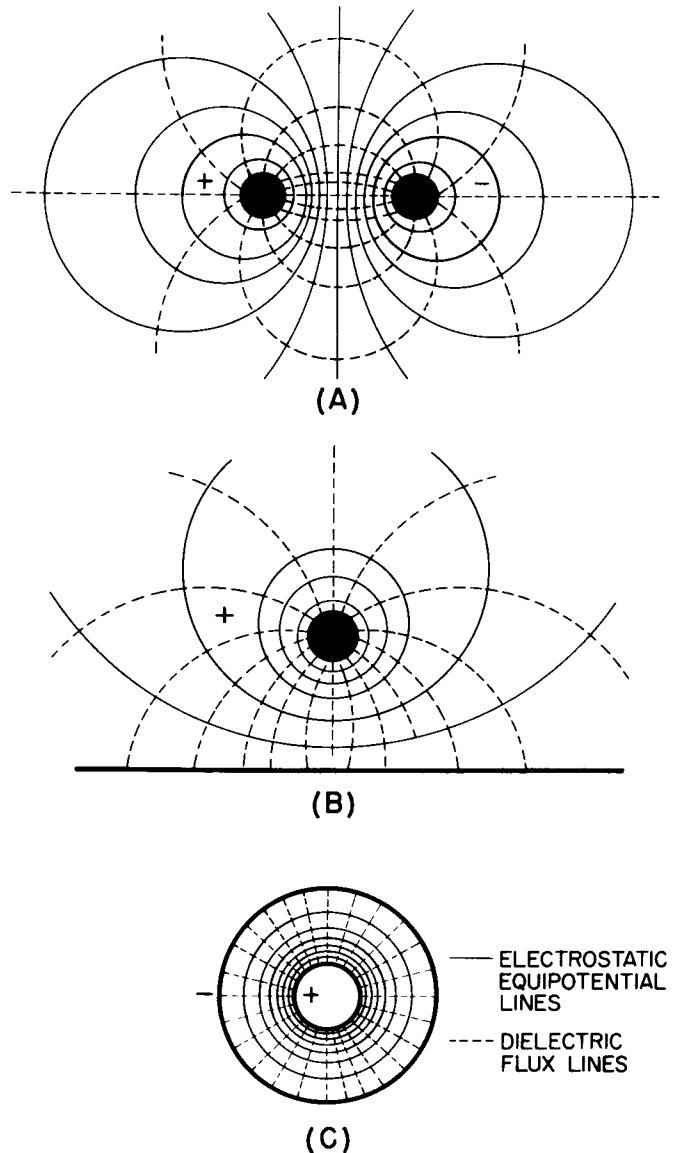 +
-
(A)
+
(B)
-
+
ELECTROSTATIC
EQUIPOTENTIAL
LINES
DIELECTRIC
FLUX LINES
(C)